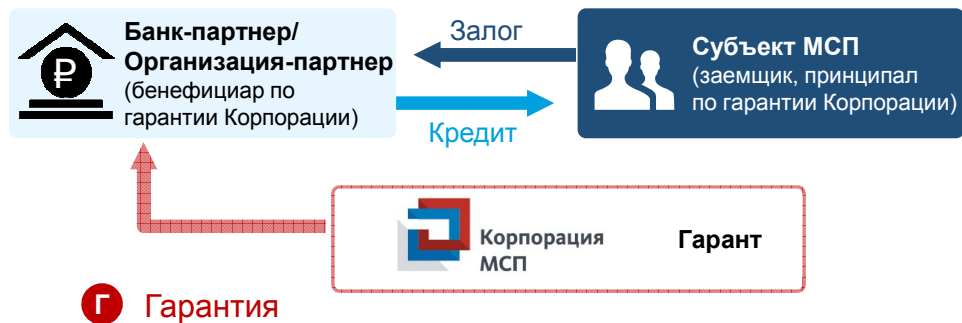 Банк-партнер/
Организация-партнер
(бенефициар по
гарантии Корпорации)
Залог
Кредит
Субъект МСП
(заемщик, принципал
по гарантии Корпорации)
Корпорация
МСП
Гарант
Г Гарантия